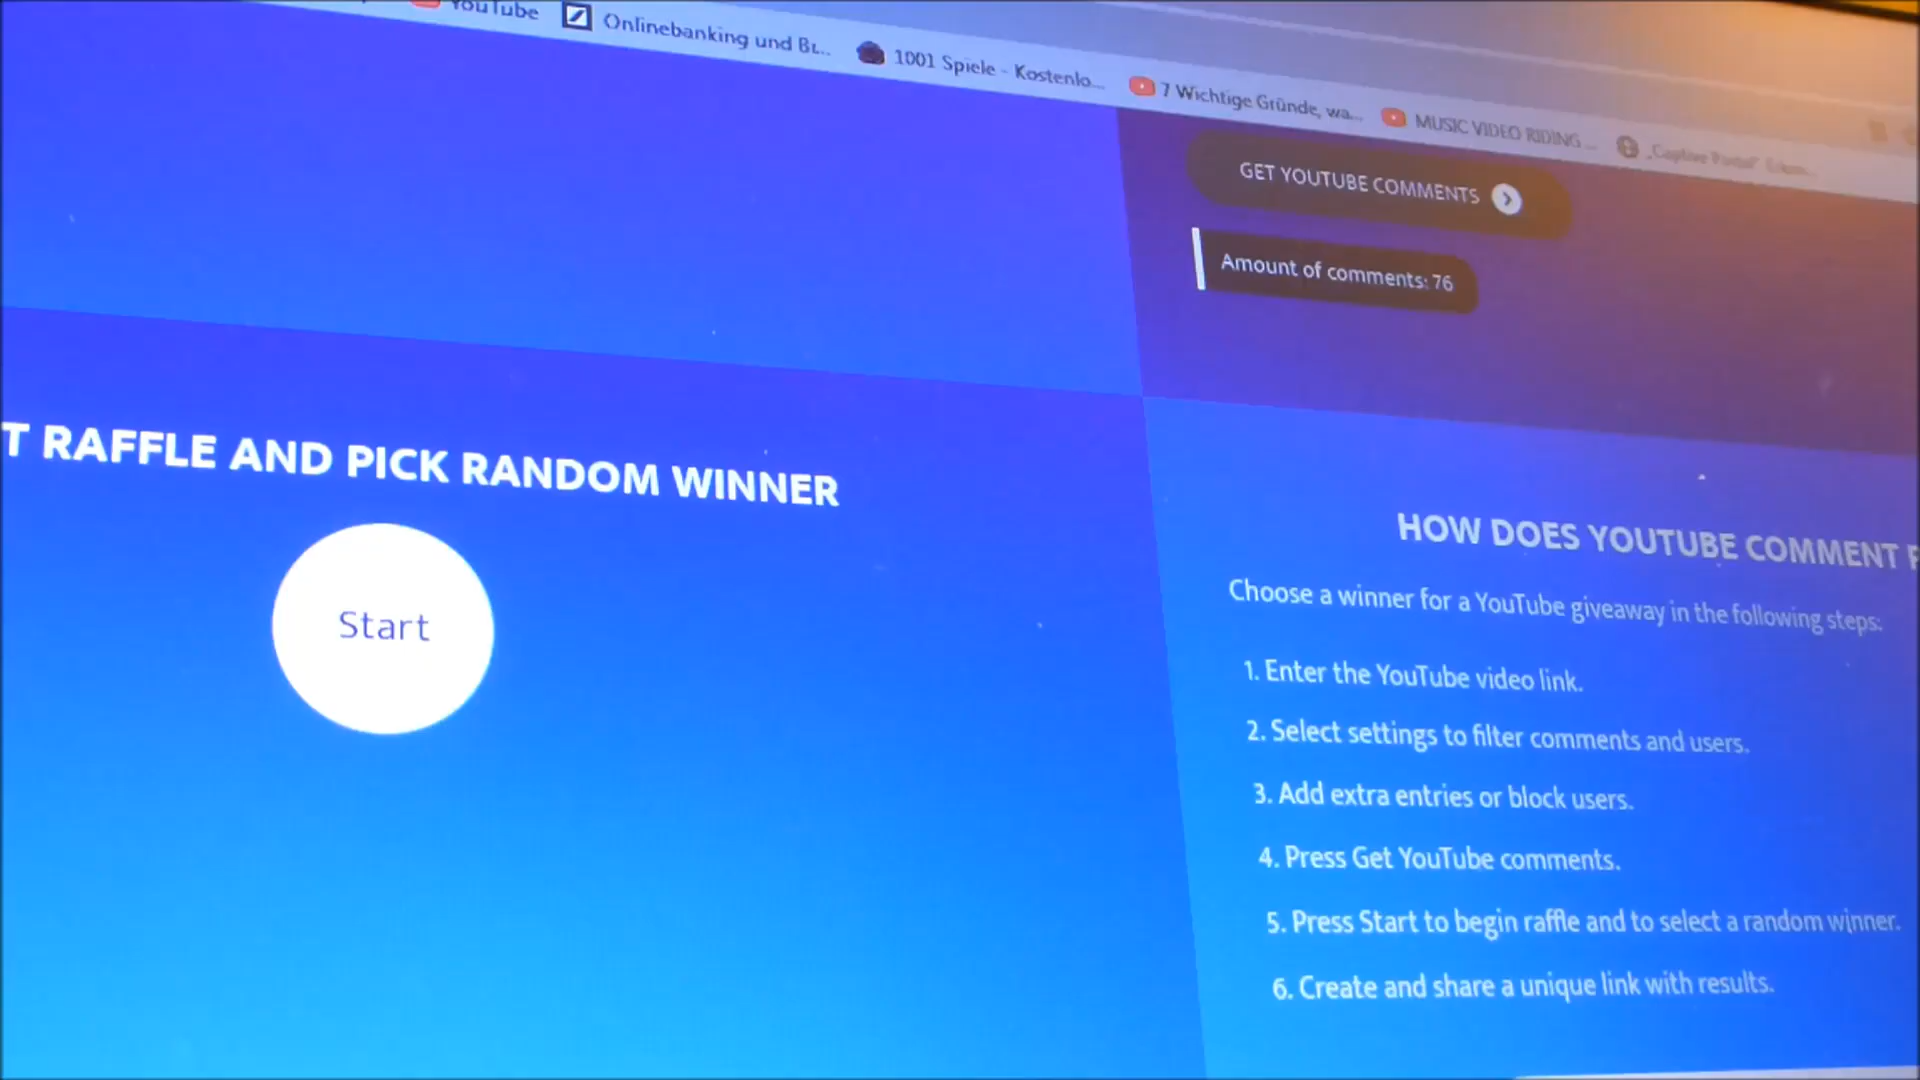 YouTube
Onlinebanking und Bu...
1001 Spiele - Kostenlo...
7 Wichtige Gründe, wa...
MUSIC VIDEO RIDING ...
„Captive Portal“
GET YOUTUBE COMMENTS
Amount of comments: 76
T RAFFLE AND PICK RANDOM WINNER
Start
HOW DOES YOUTUBE COMMENT
Choose a winner for a YouTube giveaway in the following steps:
1. Enter the YouTube video link.
2. Select settings to filter comments and users.
3. Add extra entries or block users.
4. Press Get YouTube comments.
5. Press Start to begin raffle and to select a random winner.
6. Create and share a unique link with results.